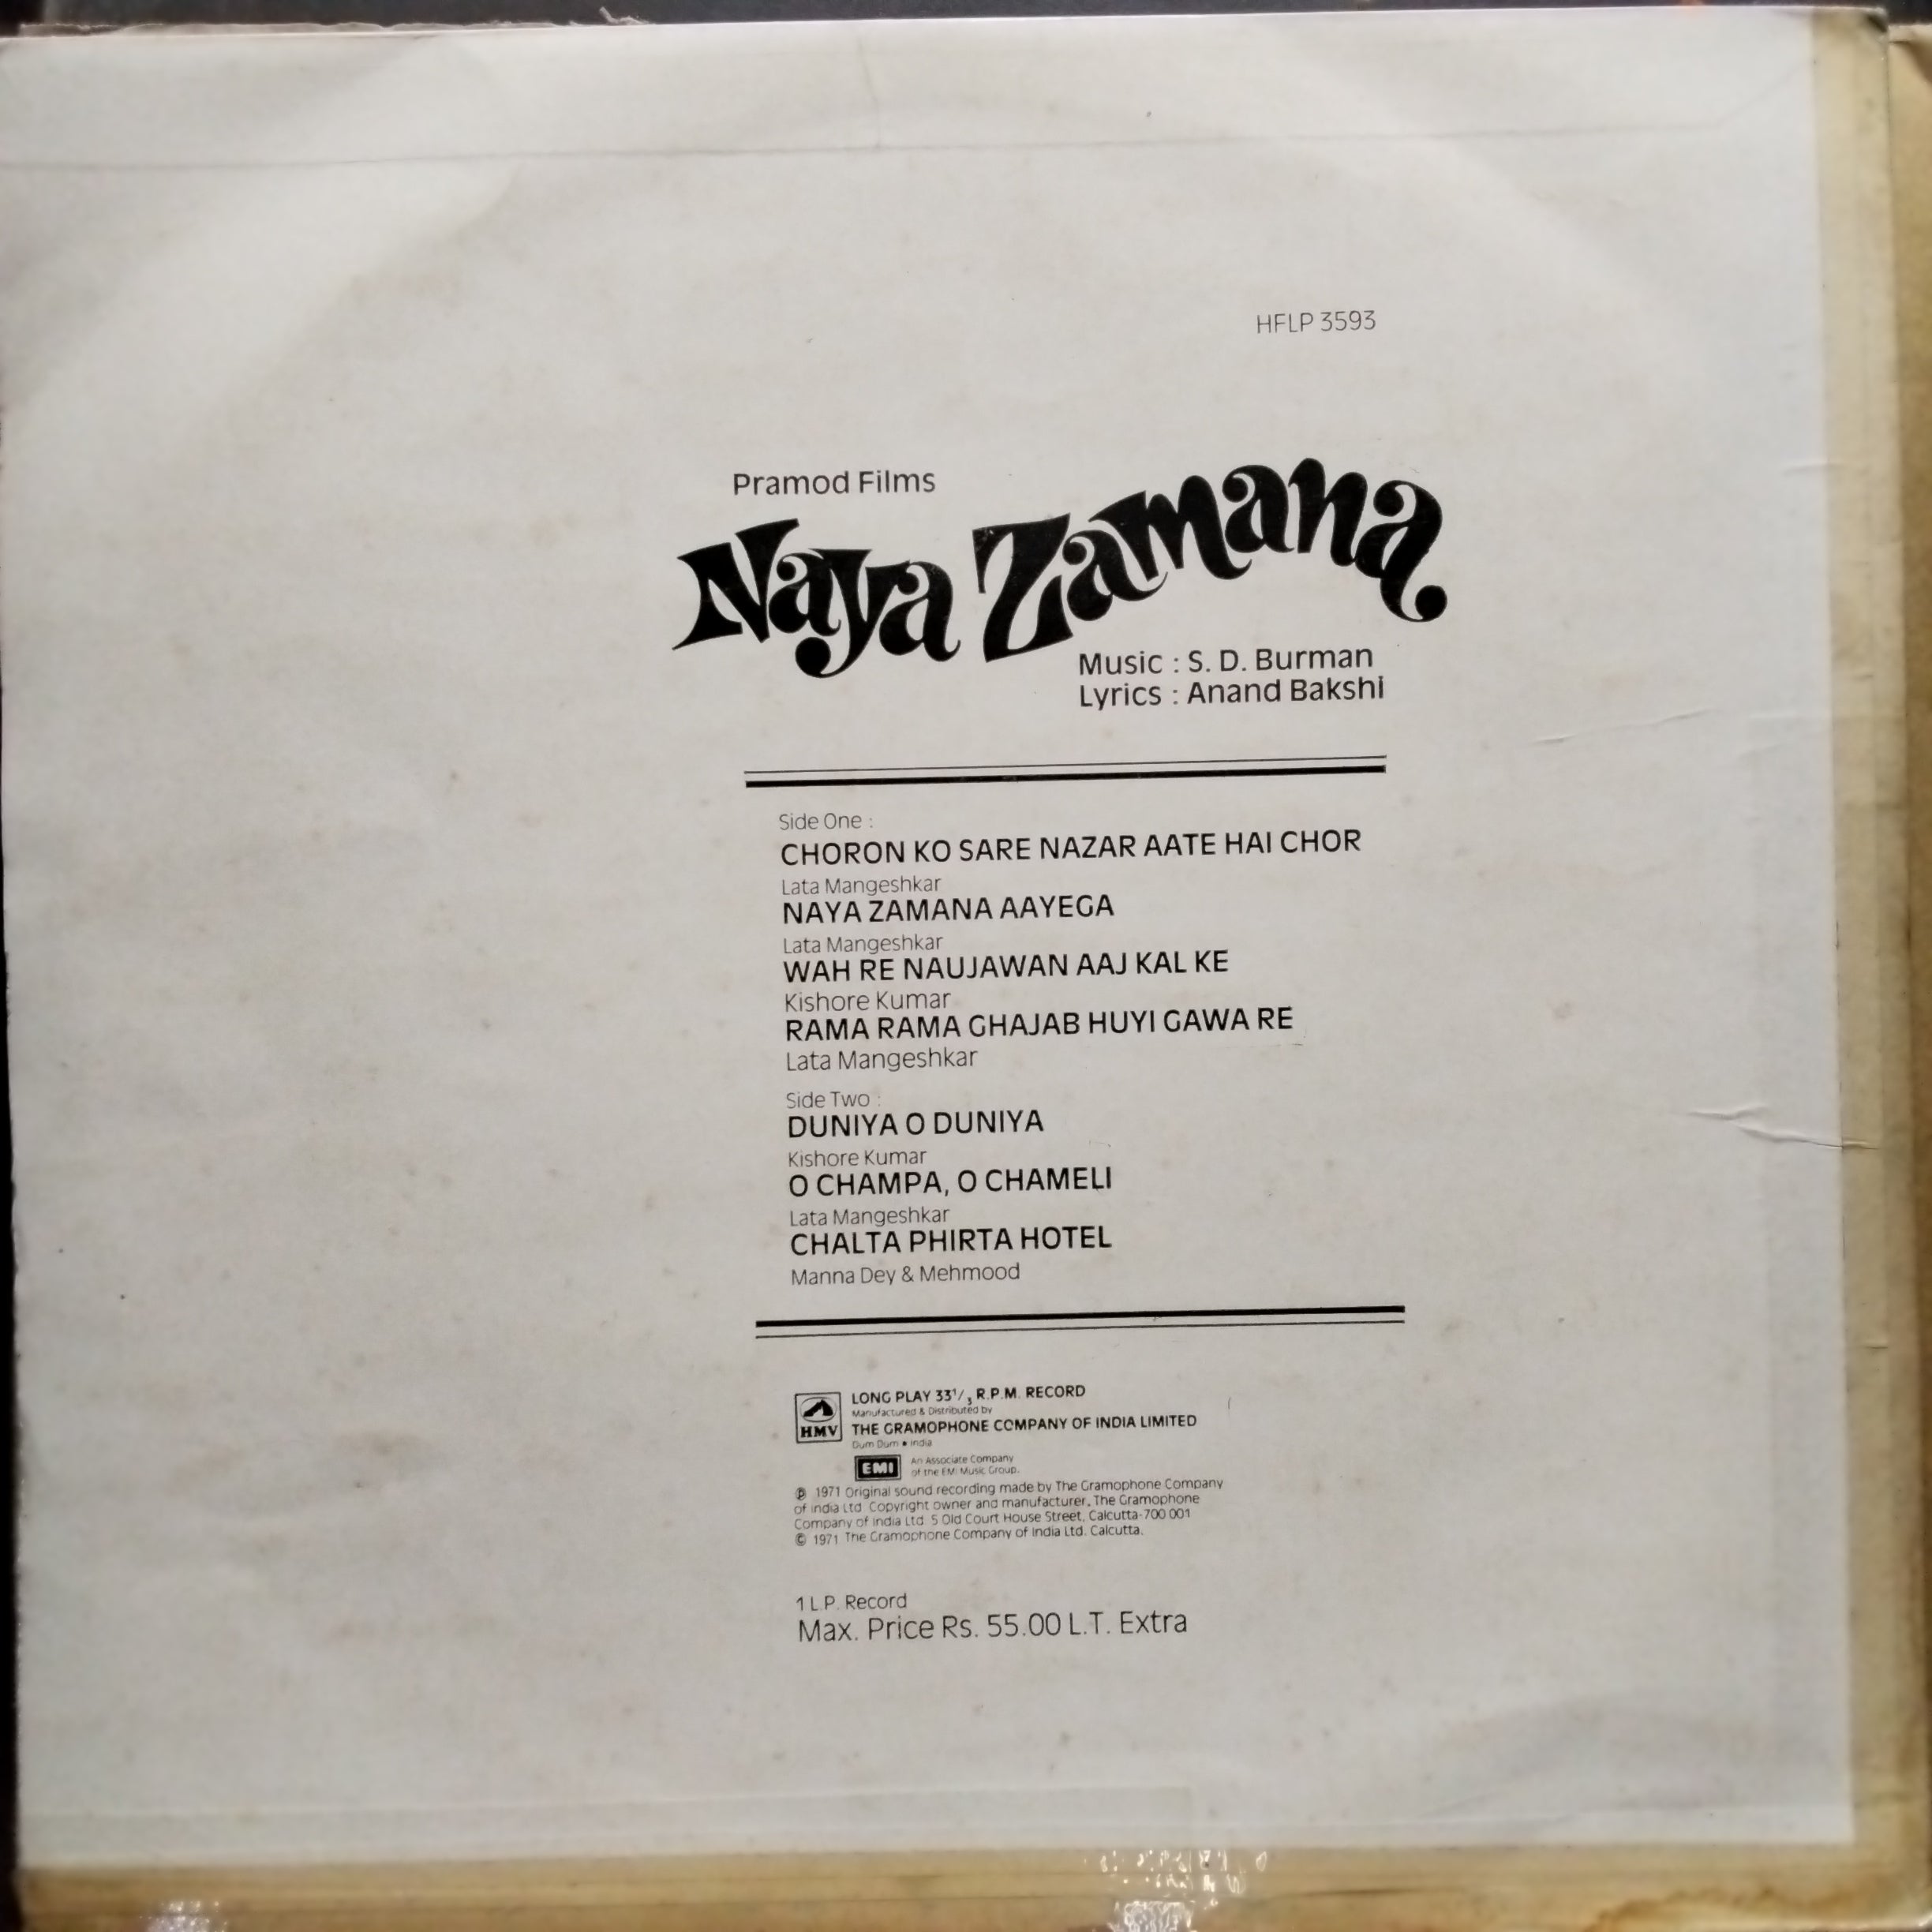 HFLP 3593
Pramod Films
Naya Zamana
Music : S. D. Burman
Lyrics : Anand Bakshi
Side One :
CHORON KO SARE NAZAR AATE HAI CHOR
Lata Mangeshkar
NAYA ZAMANA AAYEGA
Lata Mangeshkar
WAH RE NAUJAWAN AAJ KAL KE
Kishore Kumar
RAMA RAMA GHAJAB HUYI GAWA RE
Lata Mangeshkar
Side Two :
DUNIYA O DUNIYA
Kishore Kumar
O CHAMPA, O CHAMELI
Lata Mangeshkar
CHALTA PHIRTA HOTEL
Manna Dey & Mehmood
LONG PLAY 33⅓ R.P.M. RECORD
Manufactured & Distributed by
THE GRAMOPHONE COMPANY OF INDIA LIMITED
Dum Dum ● India
HMV
EMI
An Associate Company
of the EMI Music Group.
℗ 1971 Original sound recording made by The Gramophone Company
of India Ltd. Copyright owner and manufacturer, The Gramophone
Company of India Ltd. 5 Old Court House Street, Calcutta-700 001
© 1971 The Gramophone Company of India Ltd. Calcutta.
1 L.P. Record
Max. Price Rs. 55.00 L.T. Extra